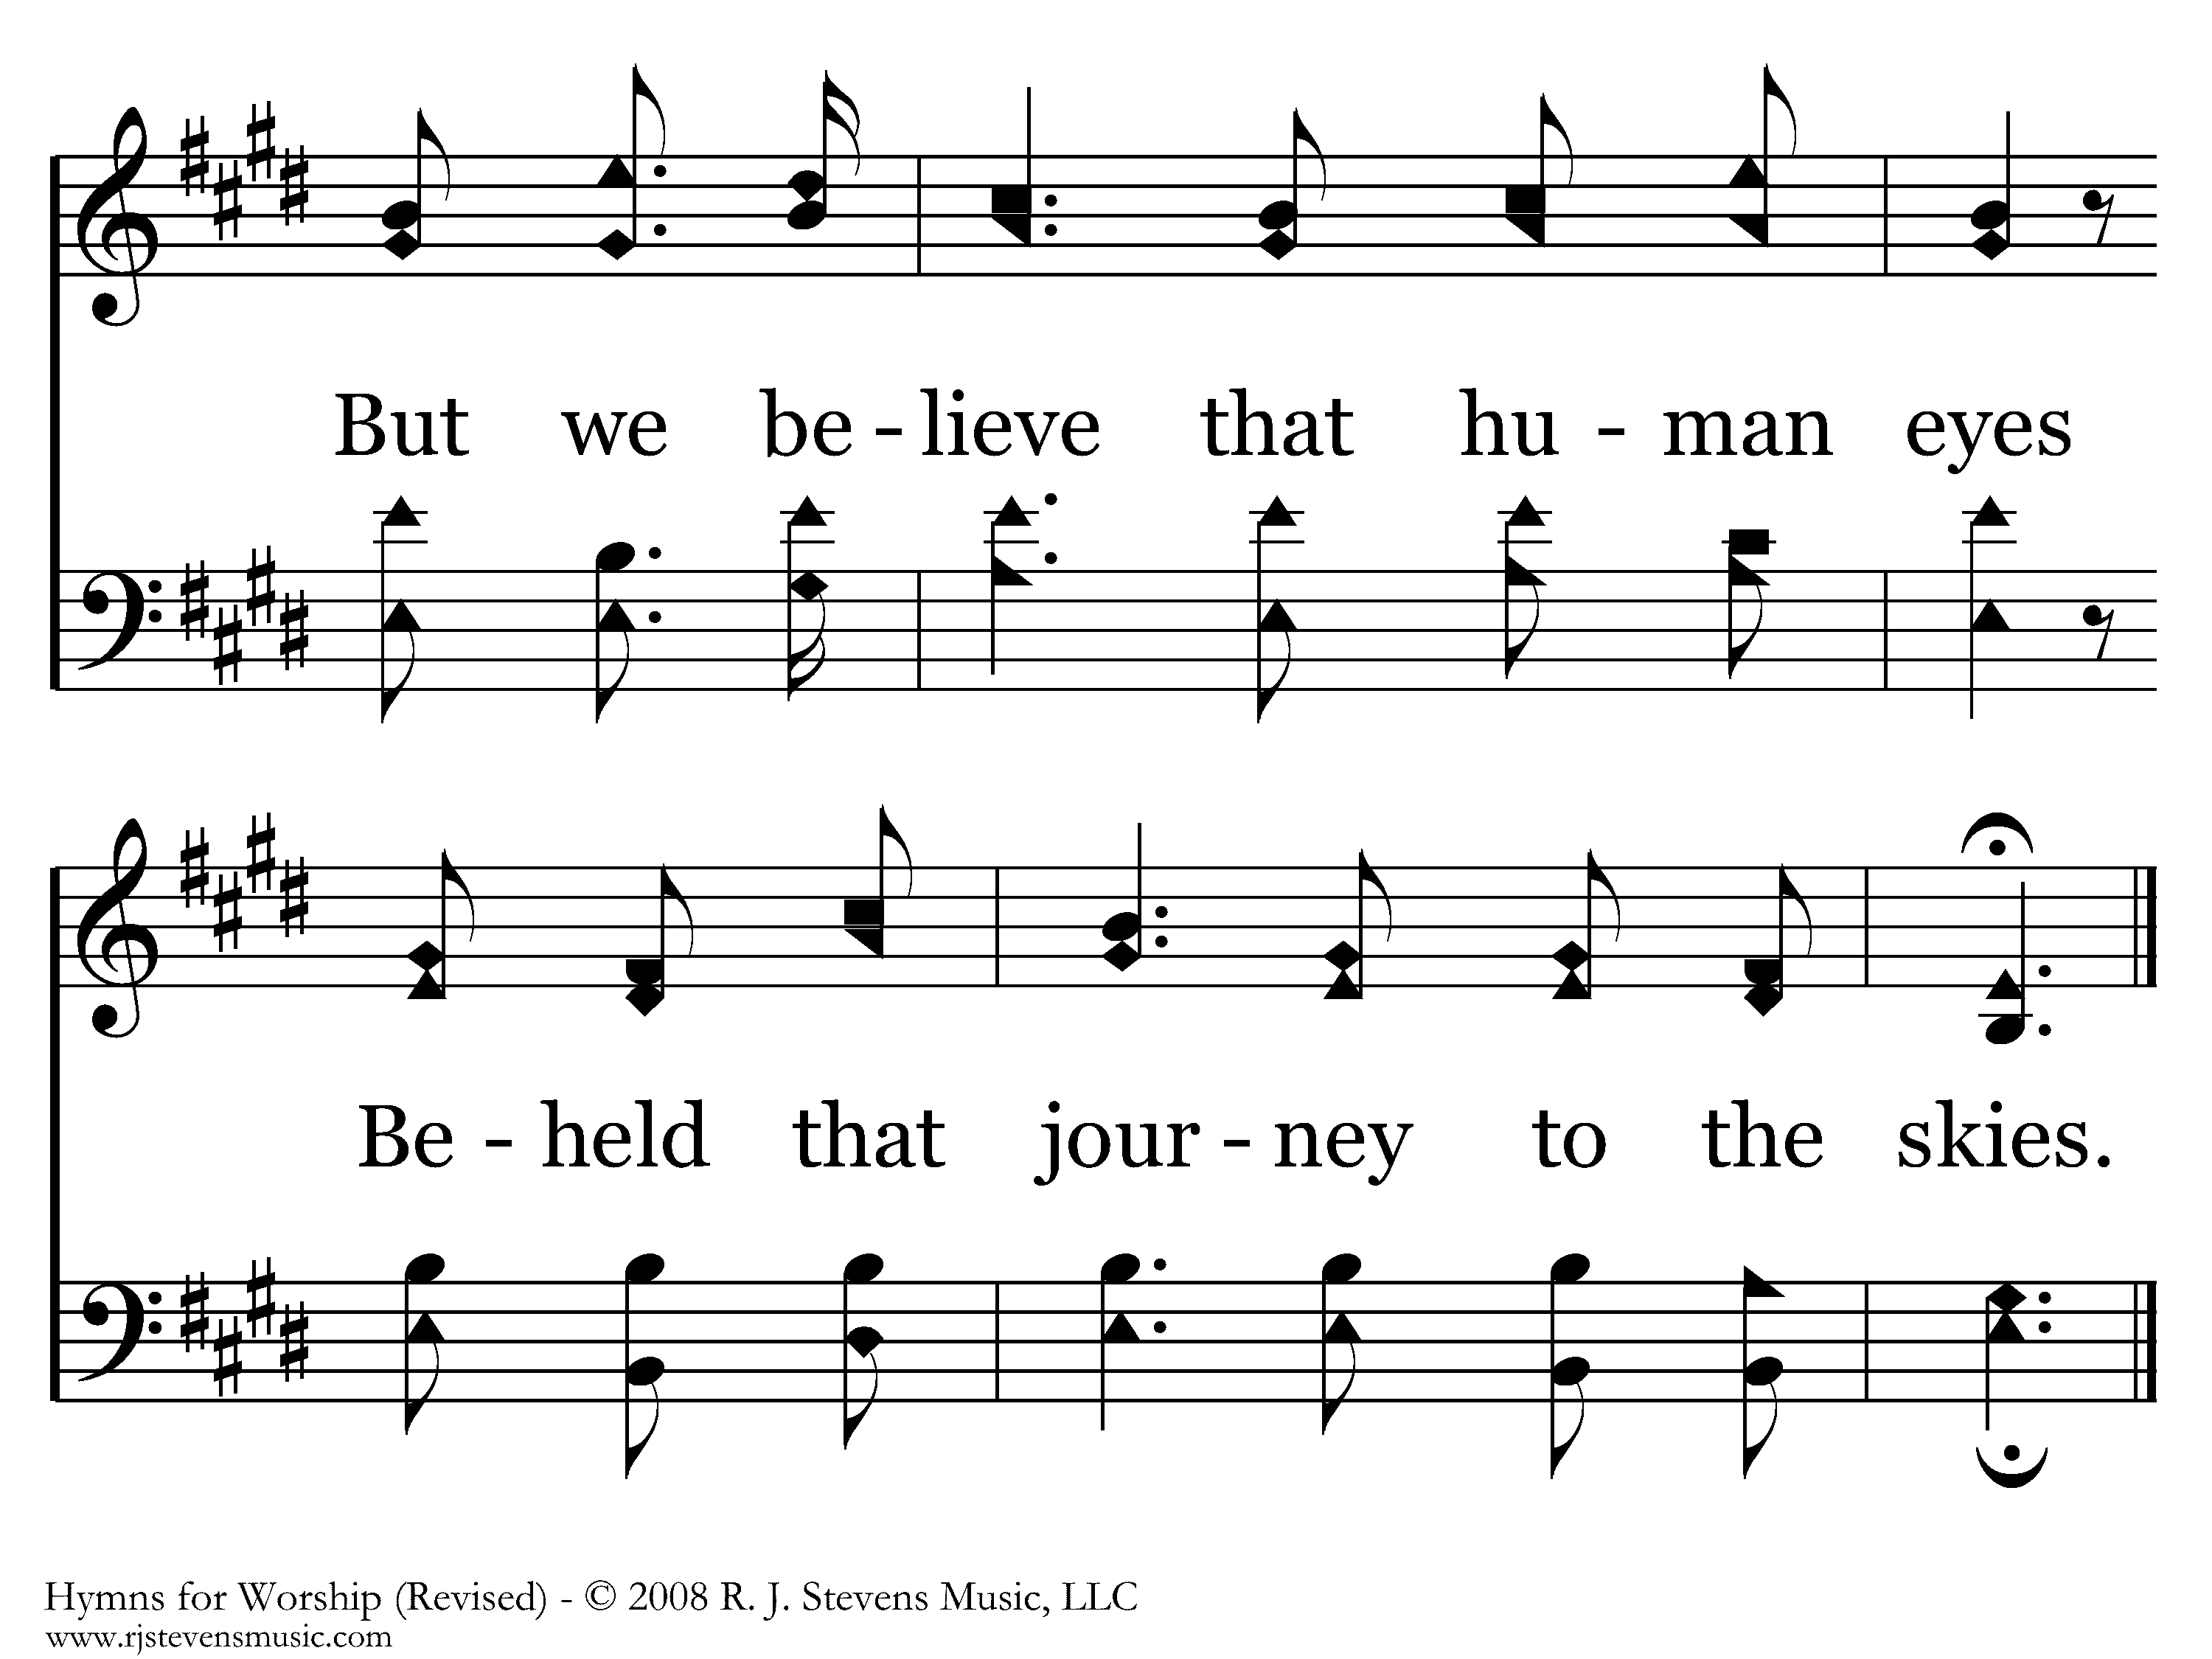 But we be - lieve that hu - man eyes
Be - held that jour - ney to the skies.
Hymns for Worship (Revised) - © 2008 R. J. Stevens Music, LLC
www.rjstevensmusic.com